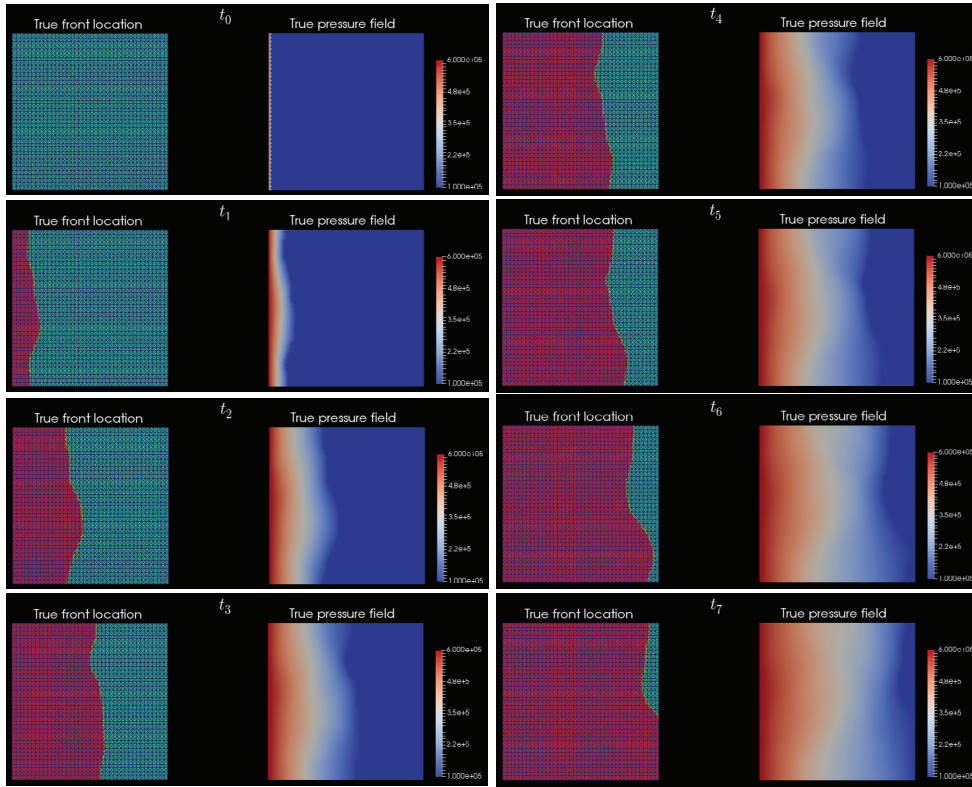 t0
True front location
True pressure field
6.000e+05
4.8e+5
3.5e+5
2.2e+5
1.000e+05
t1
True front location
True pressure field
6.000e+05
4.8e+5
3.5e+5
2.2e+5
1.000e+05
t2
True front location
True pressure field
6.000e+05
4.8e+5
3.5e+5
2.2e+5
1.000e+05
t3
True front location
True pressure field
6.000e+05
4.8e+5
3.5e+5
2.2e+5
1.000e+05
t4
True front location
True pressure field
6.000e+05
4.8e+5
3.5e+5
2.2e+5
1.000e+05
t5
True front location
True pressure field
6.000e+05
4.8e+5
3.5e+5
2.2e+5
1.000e+05
t6
True front location
True pressure field
6.000e+05
4.8e+5
3.5e+5
2.2e+5
1.000e+05
t7
True front location
True pressure field
6.000e+05
4.8e+5
3.5e+5
2.2e+5
1.000e+05